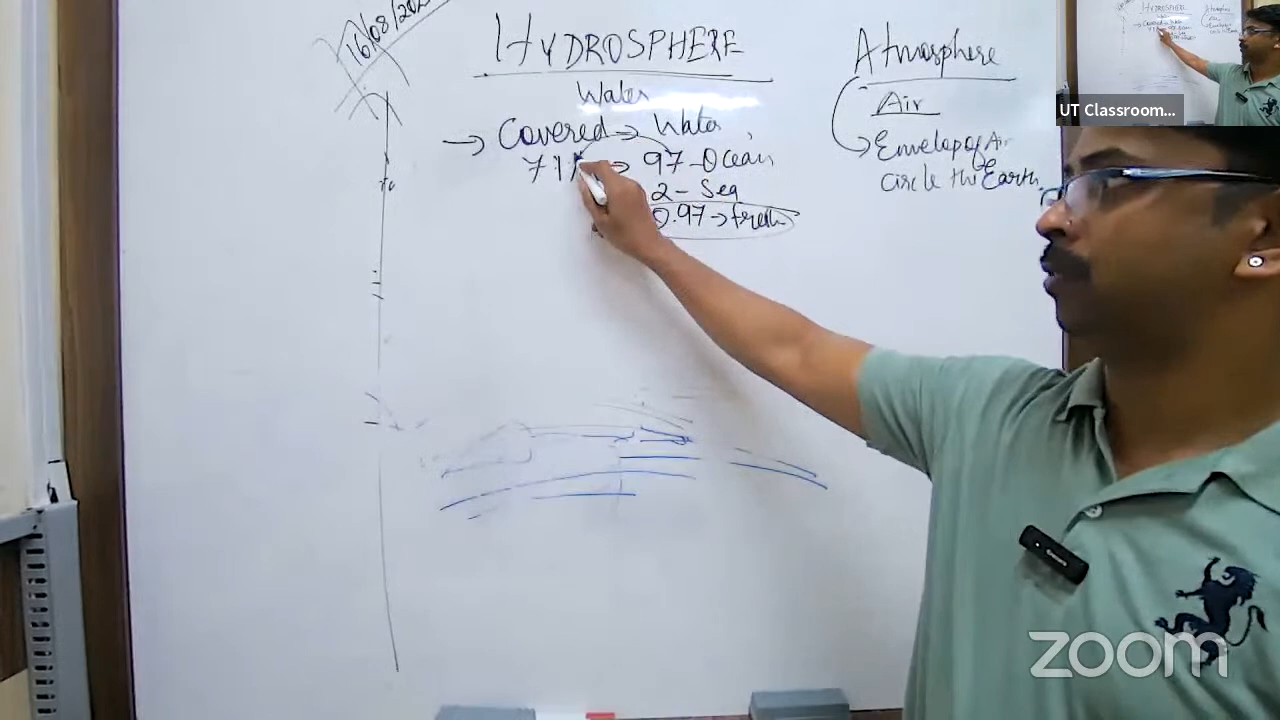 16/08/202
HYDROSPHERE
Water
→ Covered → Water
71% → 97 - Ocean
2 - Sea
0.97 → fresh
Atmosphere
Air
→ Envelop of Air
circle the Earth
UT Classroom...
zoom